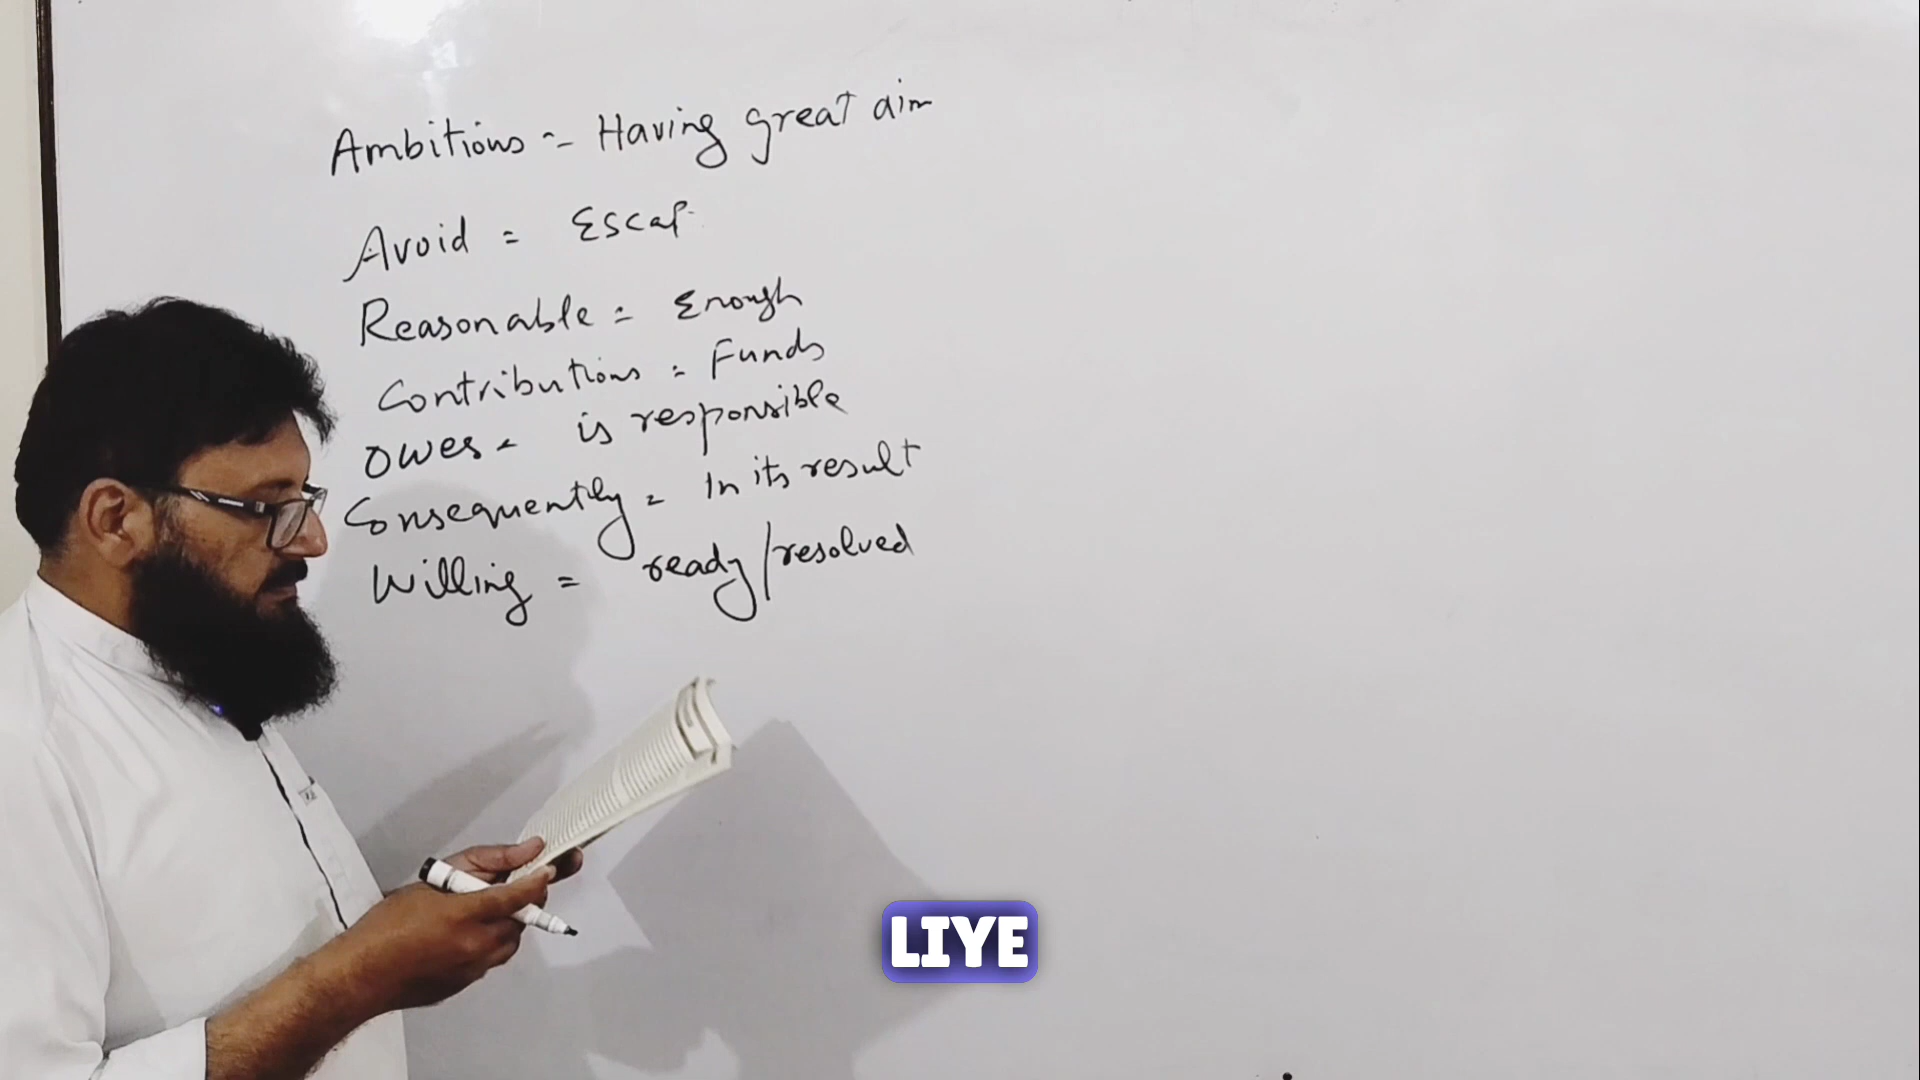 Ambitions = Having great aim
Avoid = Escap
Reasonable = Enough
Contributions = Funds
Owes = is responsible
Consequently = In its result
Willing = ready/resolved
LIYE